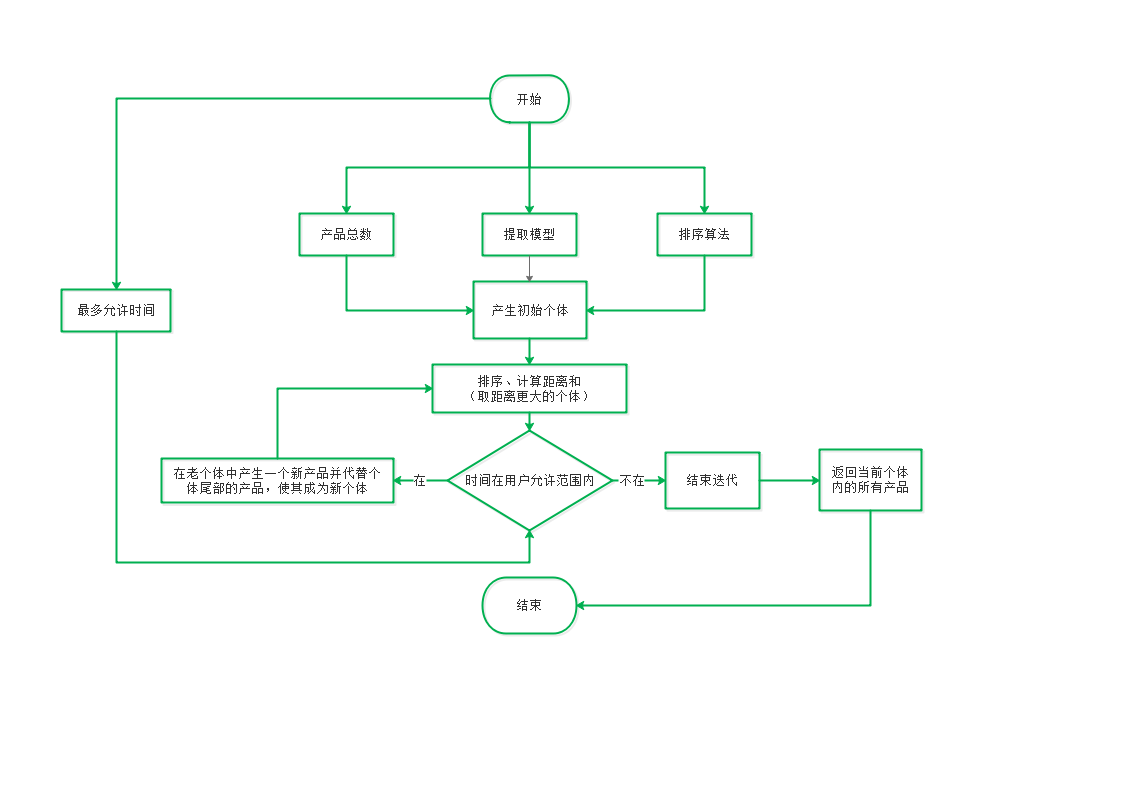 开始
产品总数
提取模型
排序算法
最多允许时间
产生初始个体
排序、计算距离和
（取距离更大的个体）
在老个体中产生一个新产品并代替个
体尾部的产品，使其成为新个体
在
时间在用户允许范围内
不在
结束迭代
返回当前个体
内的所有产品
结束